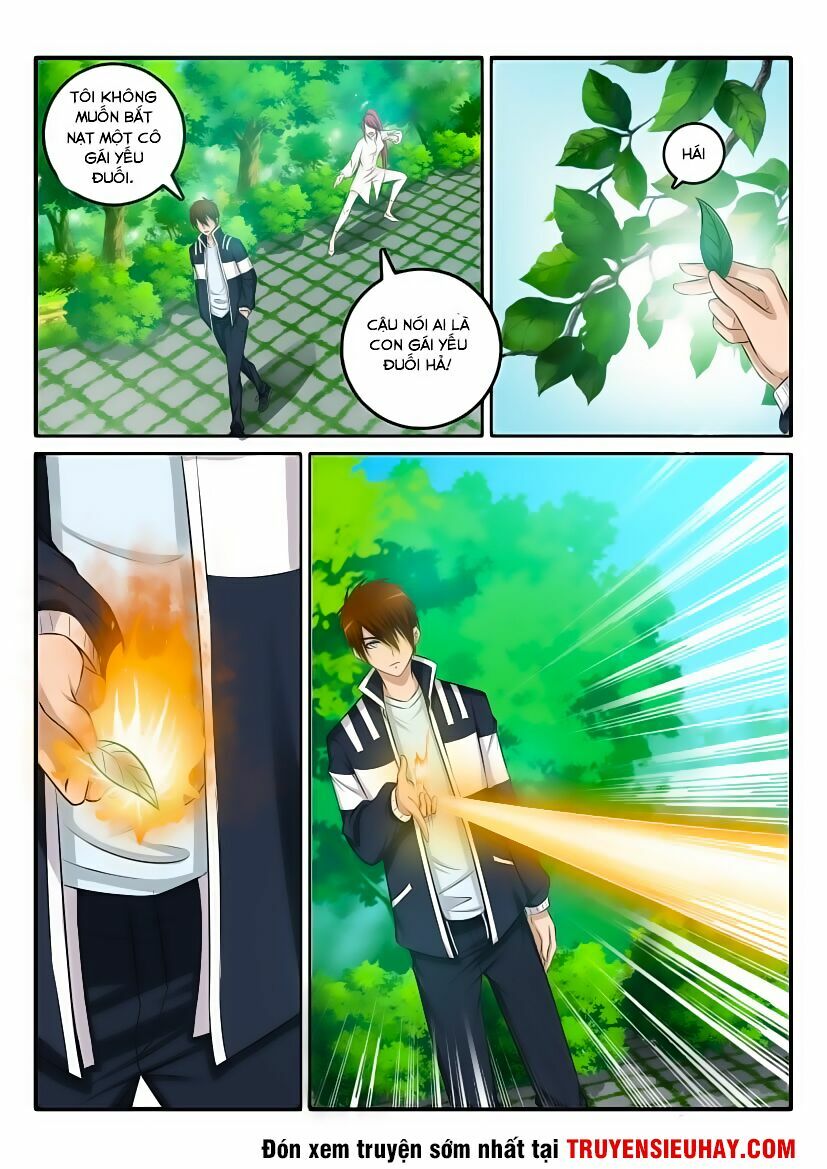 TÔI KHÔNG
MUỐN BẮT
NẠT MỘT CÔ
GÁI YẾU
ĐUỐI.
CẬU NÓI AI LÀ
CON GÁI YẾU
ĐUỐI HẢ!
HÁI
Đón xem truyện sớm nhất tại TRUYENSIEUHAY.COM